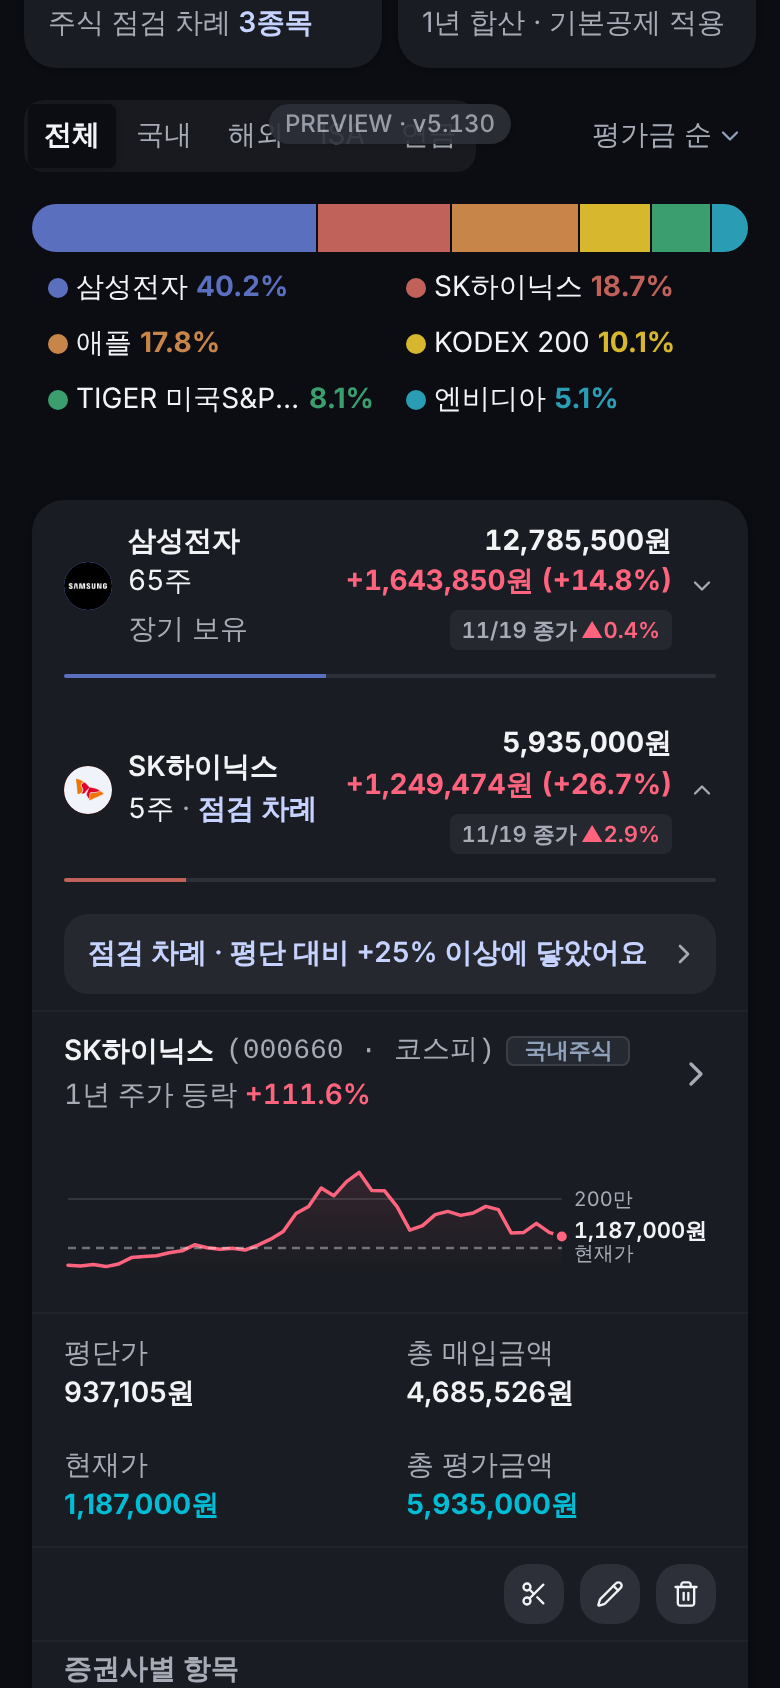 주식 점검 차례 3종목
1년 합산 · 기본공제 적용
전체 국내 해외
PREVIEW · v5.130
평가금 순
삼성전자 40.2%
SK하이닉스 18.7%
애플 17.8%
KODEX 200 10.1%
TIGER 미국S&P... 8.1%
엔비디아 5.1%
삼성전자
65주
장기 보유
SAMSUNG
12,785,500원
+1,643,850원 (+14.8%)
11/19 종가 ▲0.4%
SK하이닉스
5주 · 점검 차례
5,935,000원
+1,249,474원 (+26.7%)
11/19 종가 ▲2.9%
점검 차례 · 평단 대비 +25% 이상에 닿았어요
SK하이닉스 (000660 · 코스피) 국내주식
1년 주가 등락 +111.6%
200만
1,187,000원
현재가
평단가
937,105원
총 매입금액
4,685,526원
현재가
1,187,000원
총 평가금액
5,935,000원
증권사별 항목